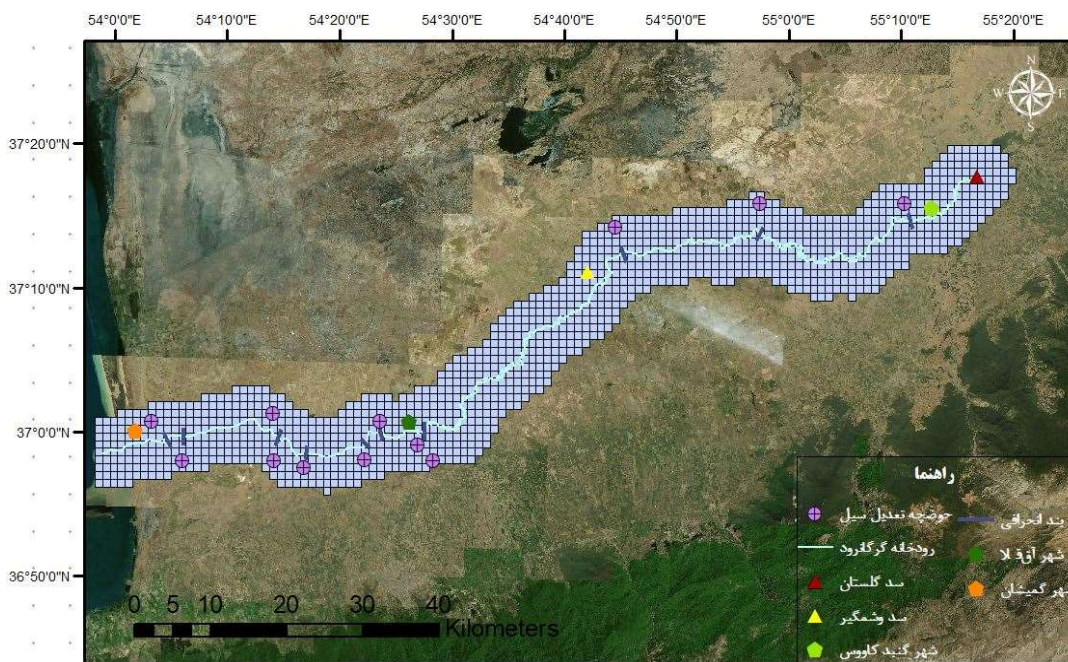 54°0'0"E 54°10'0"E 54°20'0"E 54°30'0"E 54°40'0"E 54°50'0"E 55°0'0"E 55°10'0"E 55°20'0"E
N
W E
S
37°20'0"N
37°10'0"N
37°0'0"N
36°50'0"N
راهنما
حوضچه تعدیل سیل
بند انحرافی
رودخانه گرگانرود
شهر آق‌ق لا
سد گلستان
شهر گمیشان
سد وشمگیر
شهر گنبد کاووس
0 5 10 20 30 40
Kilometers